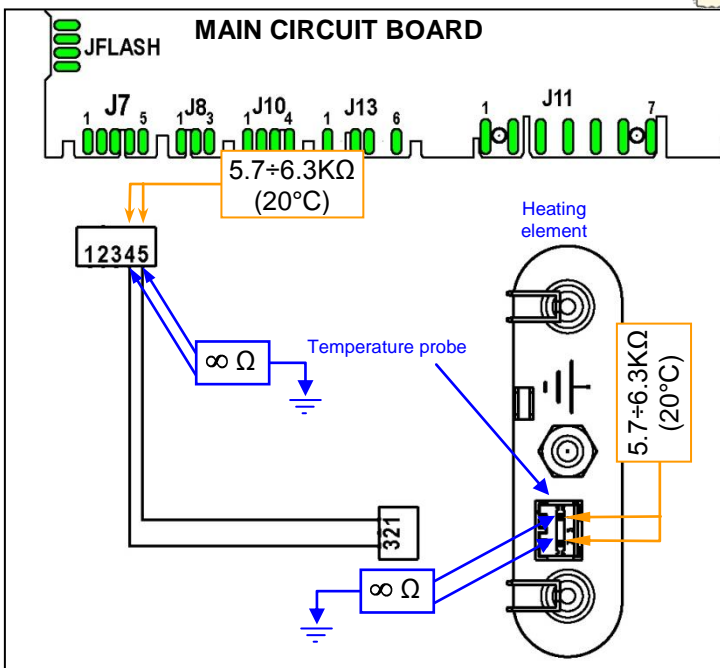 MAIN CIRCUIT BOARD
JFLASH
J7 J8 J10 J13 J11
1 5 1 3 1 4 1 6 1 7
5.7÷6.3KΩ
(20°C)
12345
∞ Ω
Heating
element
Temperature probe
5.7÷6.3KΩ
(20°C)
321
∞ Ω